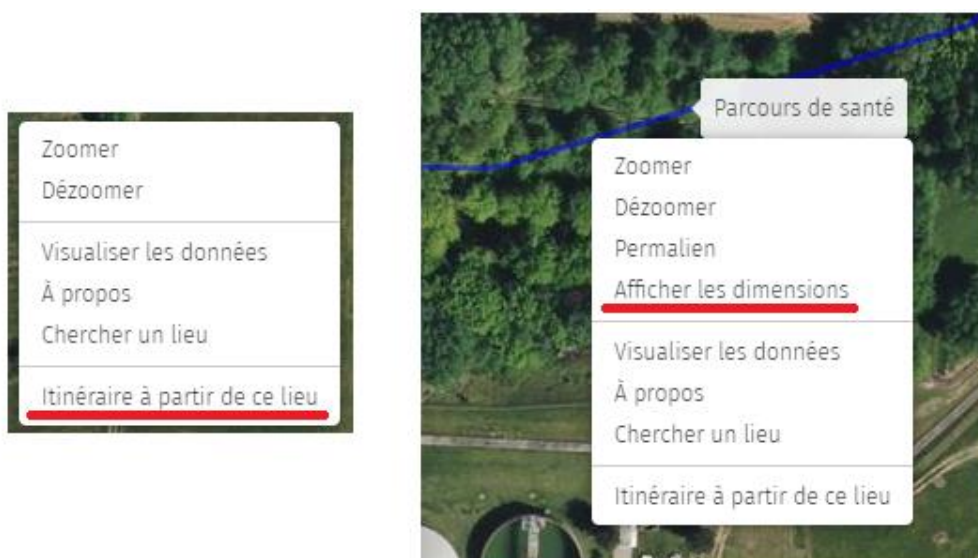 Zoomer
Dézoomer
Visualiser les données
À propos
Chercher un lieu
Itinéraire à partir de ce lieu
Parcours de santé
Zoomer
Dézoomer
Permalien
Afficher les dimensions
Visualiser les données
À propos
Chercher un lieu
Itinéraire à partir de ce lieu